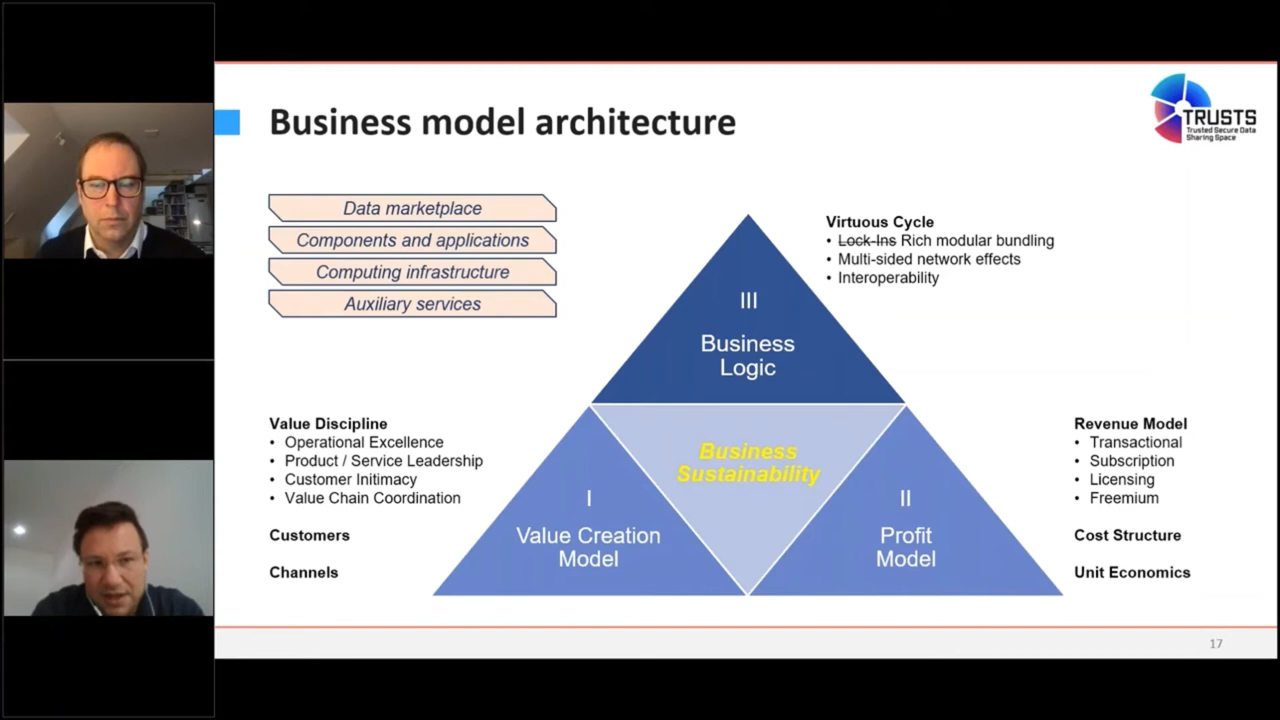 Business model architecture
TRUSTS
Trusted Secure Data
Sharing Space
Data marketplace
Components and applications
Computing infrastructure
Auxiliary services
Virtuous Cycle
• Lock-Ins Rich modular bundling
• Multi-sided network effects
• Interoperability
III
Business
Logic
Value Discipline
• Operational Excellence
• Product / Service Leadership
• Customer Initimacy
• Value Chain Coordination
Customers
Channels
Business
Sustainability
I
Value Creation
Model
II
Profit
Model
Revenue Model
• Transactional
• Subscription
• Licensing
• Freemium
Cost Structure
Unit Economics
17